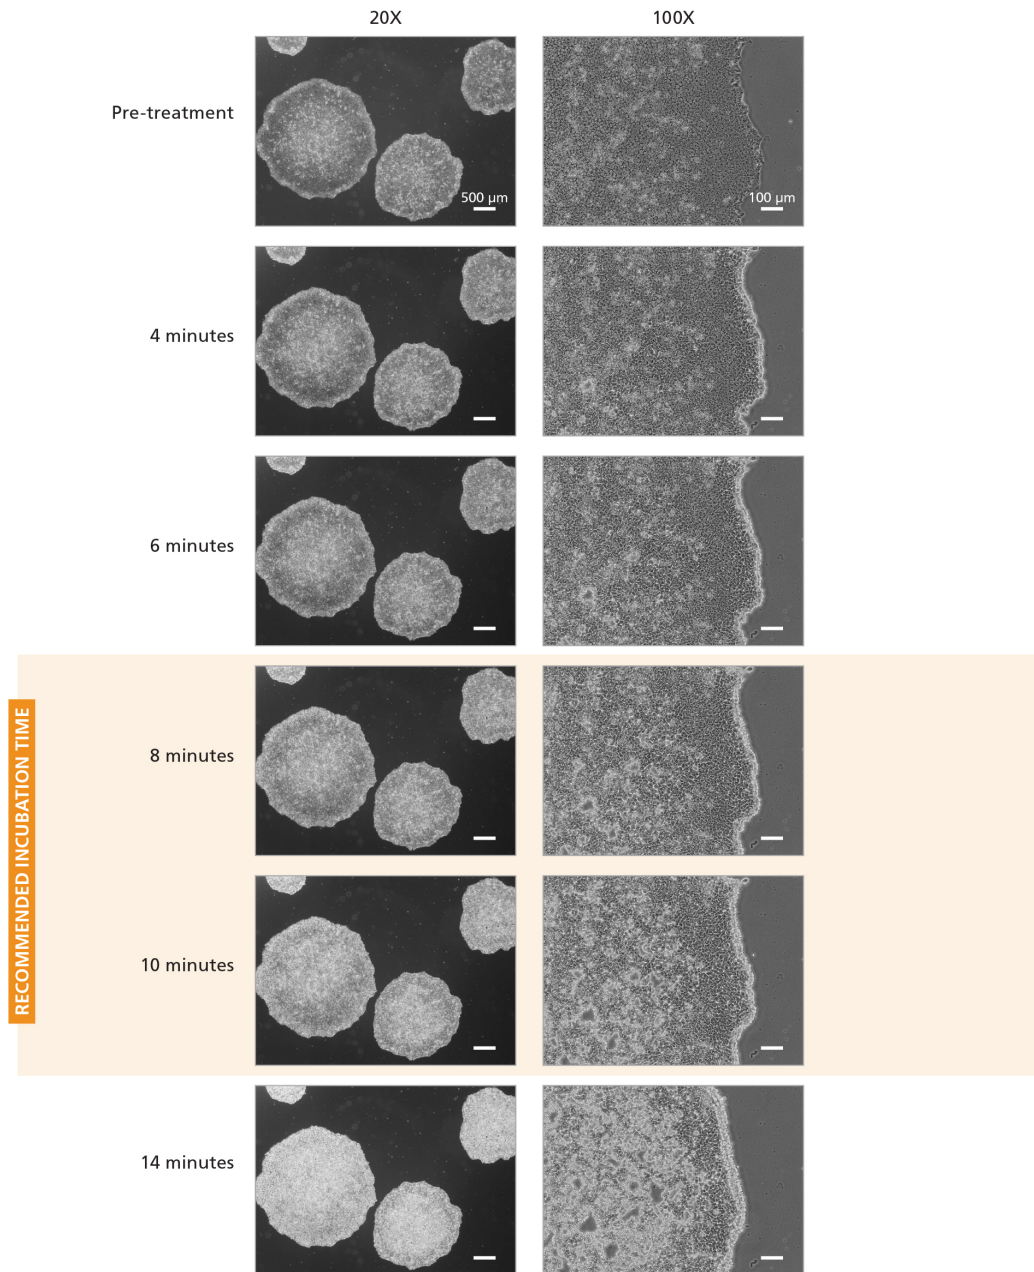 20X 100X
Pre-treatment
500 µm 100 µm
4 minutes
6 minutes
RECOMMENDED INCUBATION TIME
8 minutes
10 minutes
14 minutes